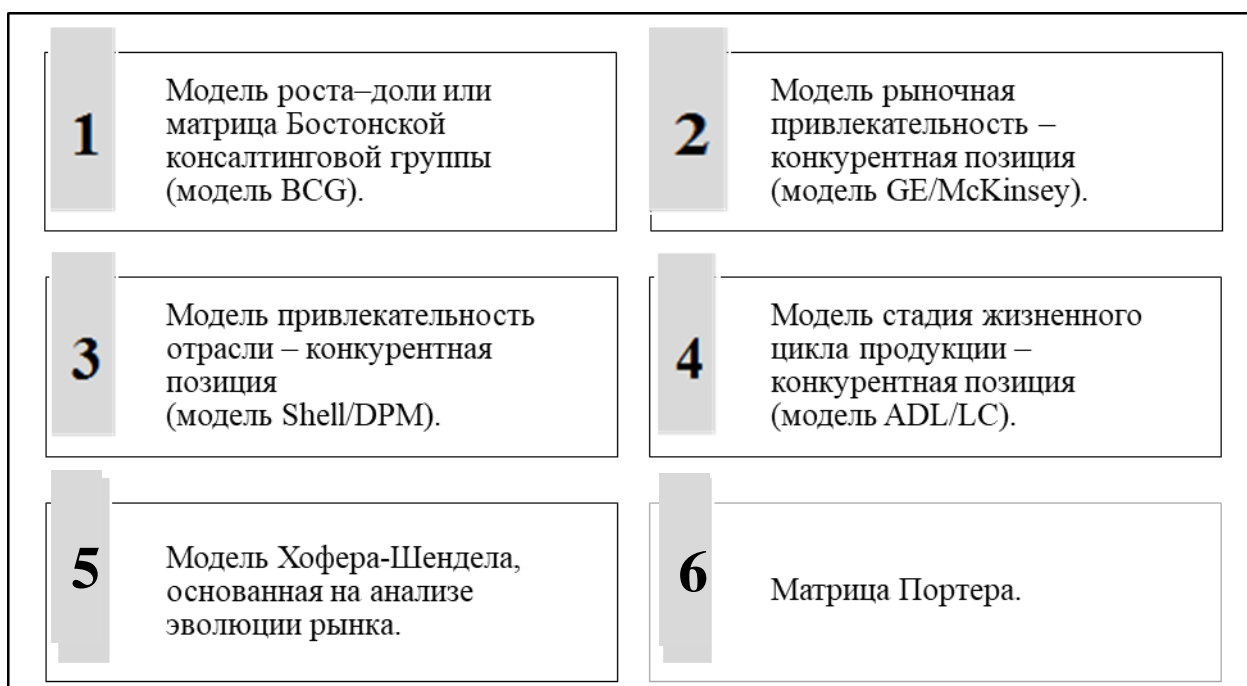 1
Модель роста–доли или
матрица Бостонской
консалтинговой группы
(модель BCG).
2
Модель рыночная
привлекательность –
конкурентная позиция
(модель GE/McKinsey).
3
Модель привлекательность
отрасли – конкурентная
позиция
(модель Shell/DPM).
4
Модель стадия жизненного
цикла продукции –
конкурентная позиция
(модель ADL/LC).
5
Модель Хофера-Шендела,
основанная на анализе
эволюции рынка.
6
Матрица Портера.